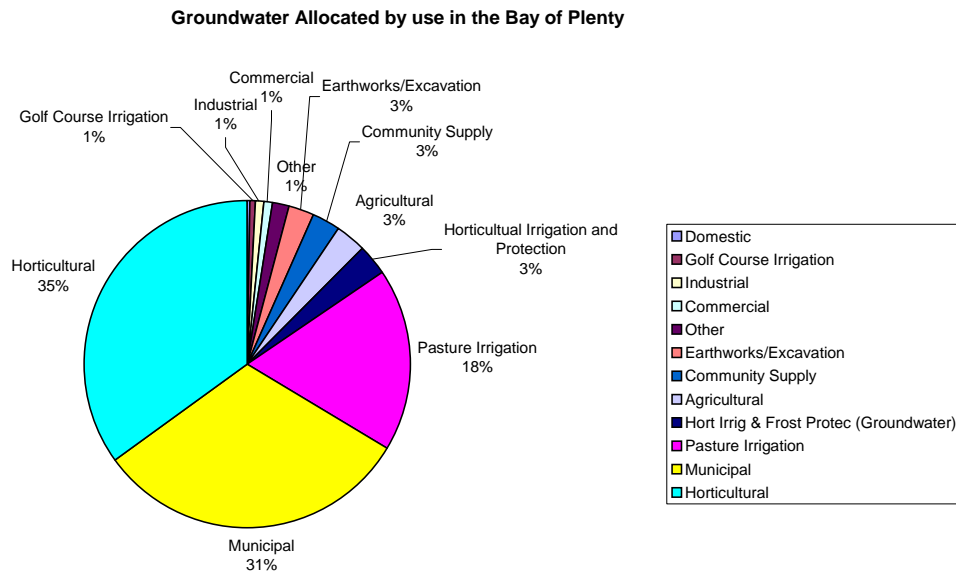 Groundwater Allocated by use in the Bay of Plenty
Commercial
1%
Earthworks/Excavation
3%
Golf Course Irrigation
1%
Industrial
1%
Community Supply
3%
Other
1%
Agricultural
3%
Horticultual Irrigation and
Protection
3%
Horticultural
35%
Pasture Irrigation
18%
Municipal
31%
Domestic
Golf Course Irrigation
Industrial
Commercial
Other
Earthworks/Excavation
Community Supply
Agricultural
Hort Irrig & Frost Protec (Groundwater)
Pasture Irrigation
Municipal
Horticultural